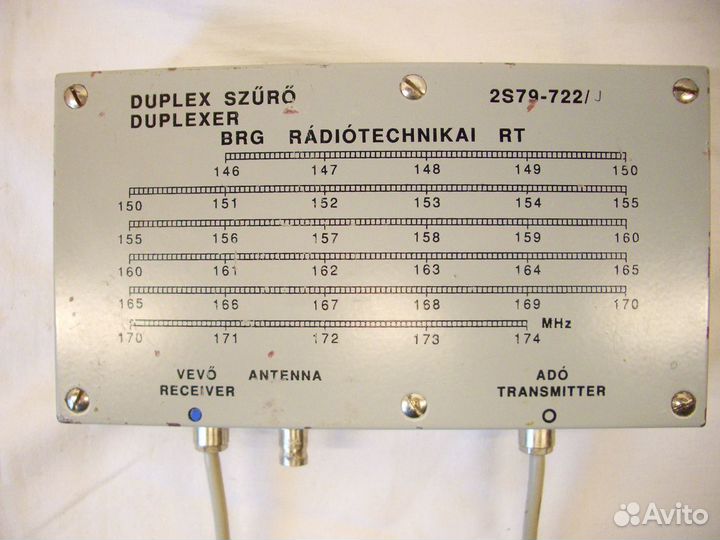 DUPLEX SZŰRŐ 2S79-722/J
DUPLEXER
BRG RÁDIÓTECHNIKAI RT
146 147 148 149 150
150 151 152 153 154 155
155 156 157 158 159 160
160 161 162 163 164 165
165 166 167 168 169 170
MHz
170 171 172 173 174
VEVŐ ANTENNA ADÓ
RECEIVER TRANSMITTER
Avito